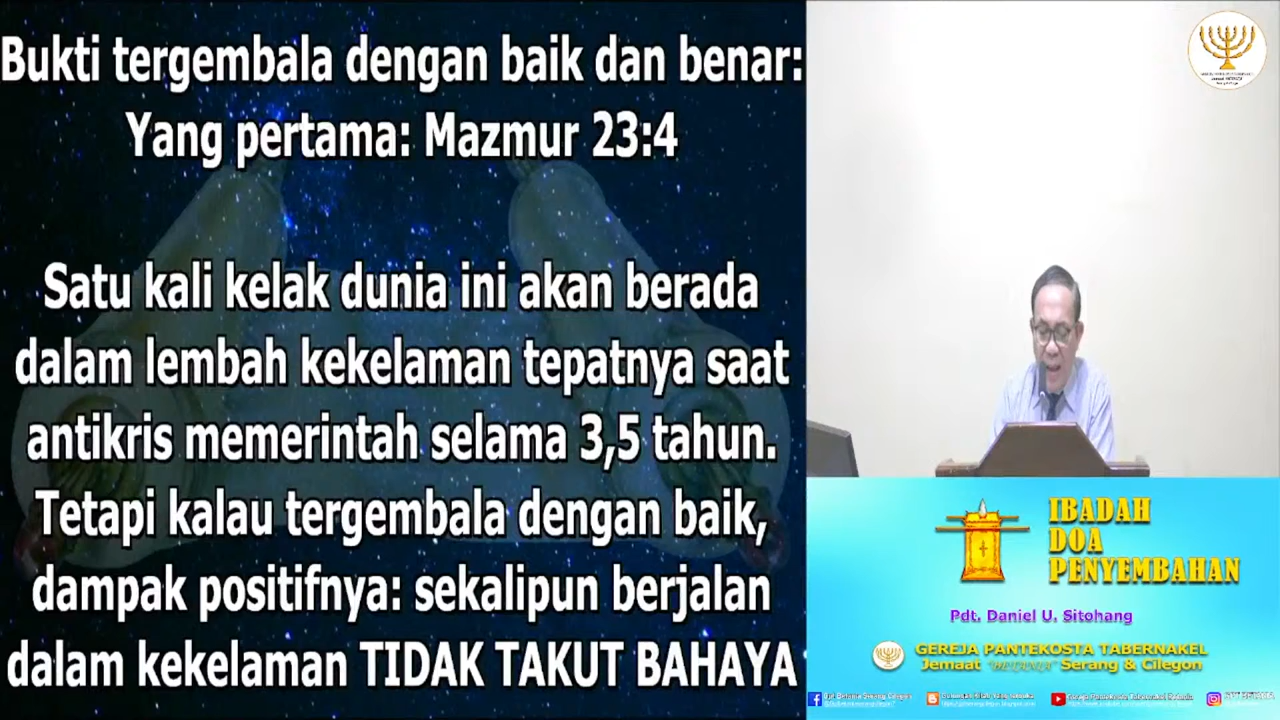 Bukti tergembala dengan baik dan benar:
Yang pertama: Mazmur 23:4
Satu kali kelak dunia ini akan berada
dalam lembah kekelaman tepatnya saat
antikris memerintah selama 3,5 tahun.
Tetapi kalau tergembala dengan baik,
dampak positifnya: sekalipun berjalan
dalam kekelaman TIDAK TAKUT BAHAYA
IBADAH
DOA
PENYEMBAHAN
Pdt. Daniel U. Sitohang
GEREJA PANTEKOSTA TABERNAKEL
Jemaat "BETANIA" Serang & Cilegon